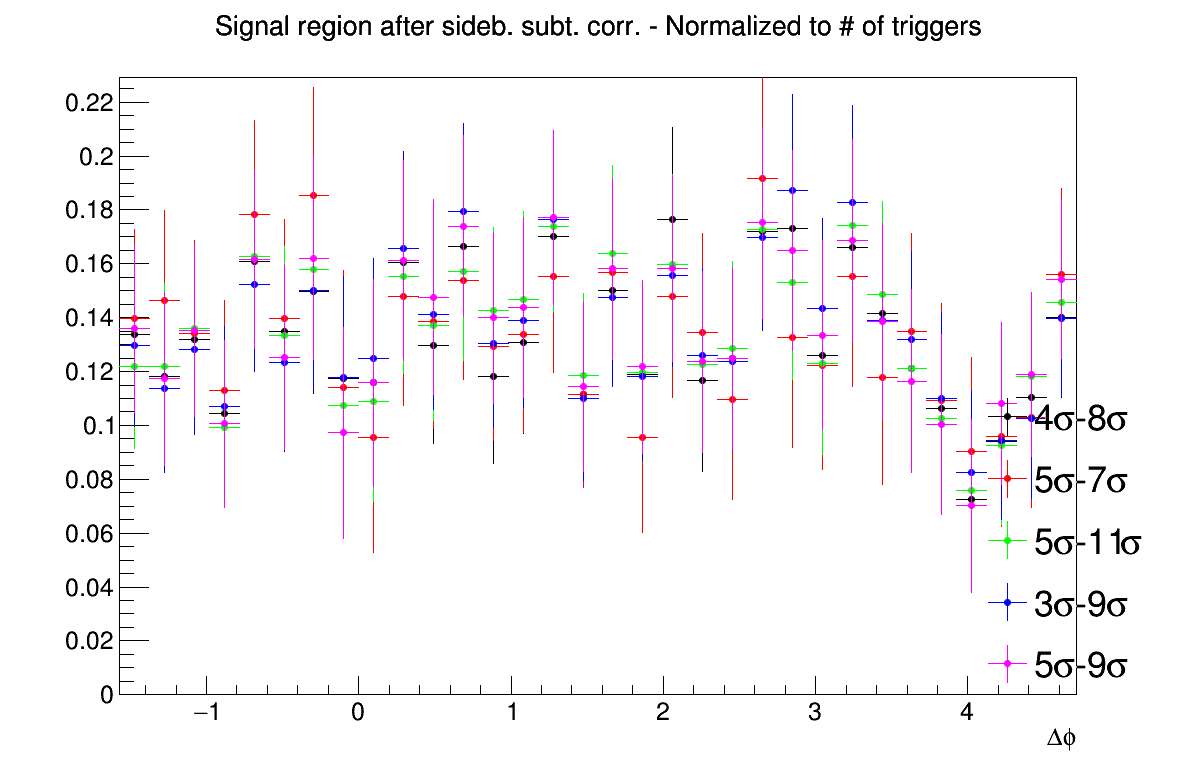 Signal region after sideb. subt. corr. - Normalized to # of triggers
0.22
0.2
0.18
0.16
0.14
0.12
0.1
0.08
0.06
0.04
0.02
0
4σ-8σ
5σ-7σ
5σ-11σ
3σ-9σ
5σ-9σ
−1 0 1 2 3 4
Δϕ